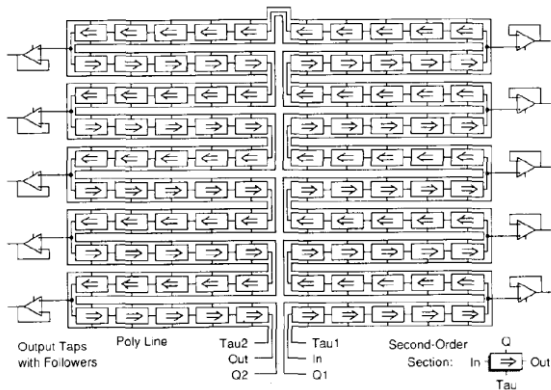 Output Taps
with Followers
Poly Line
Tau2
Out
Q2
Tau1
In
Q1
Second-Order
Section:
Q
In
Out
Tau